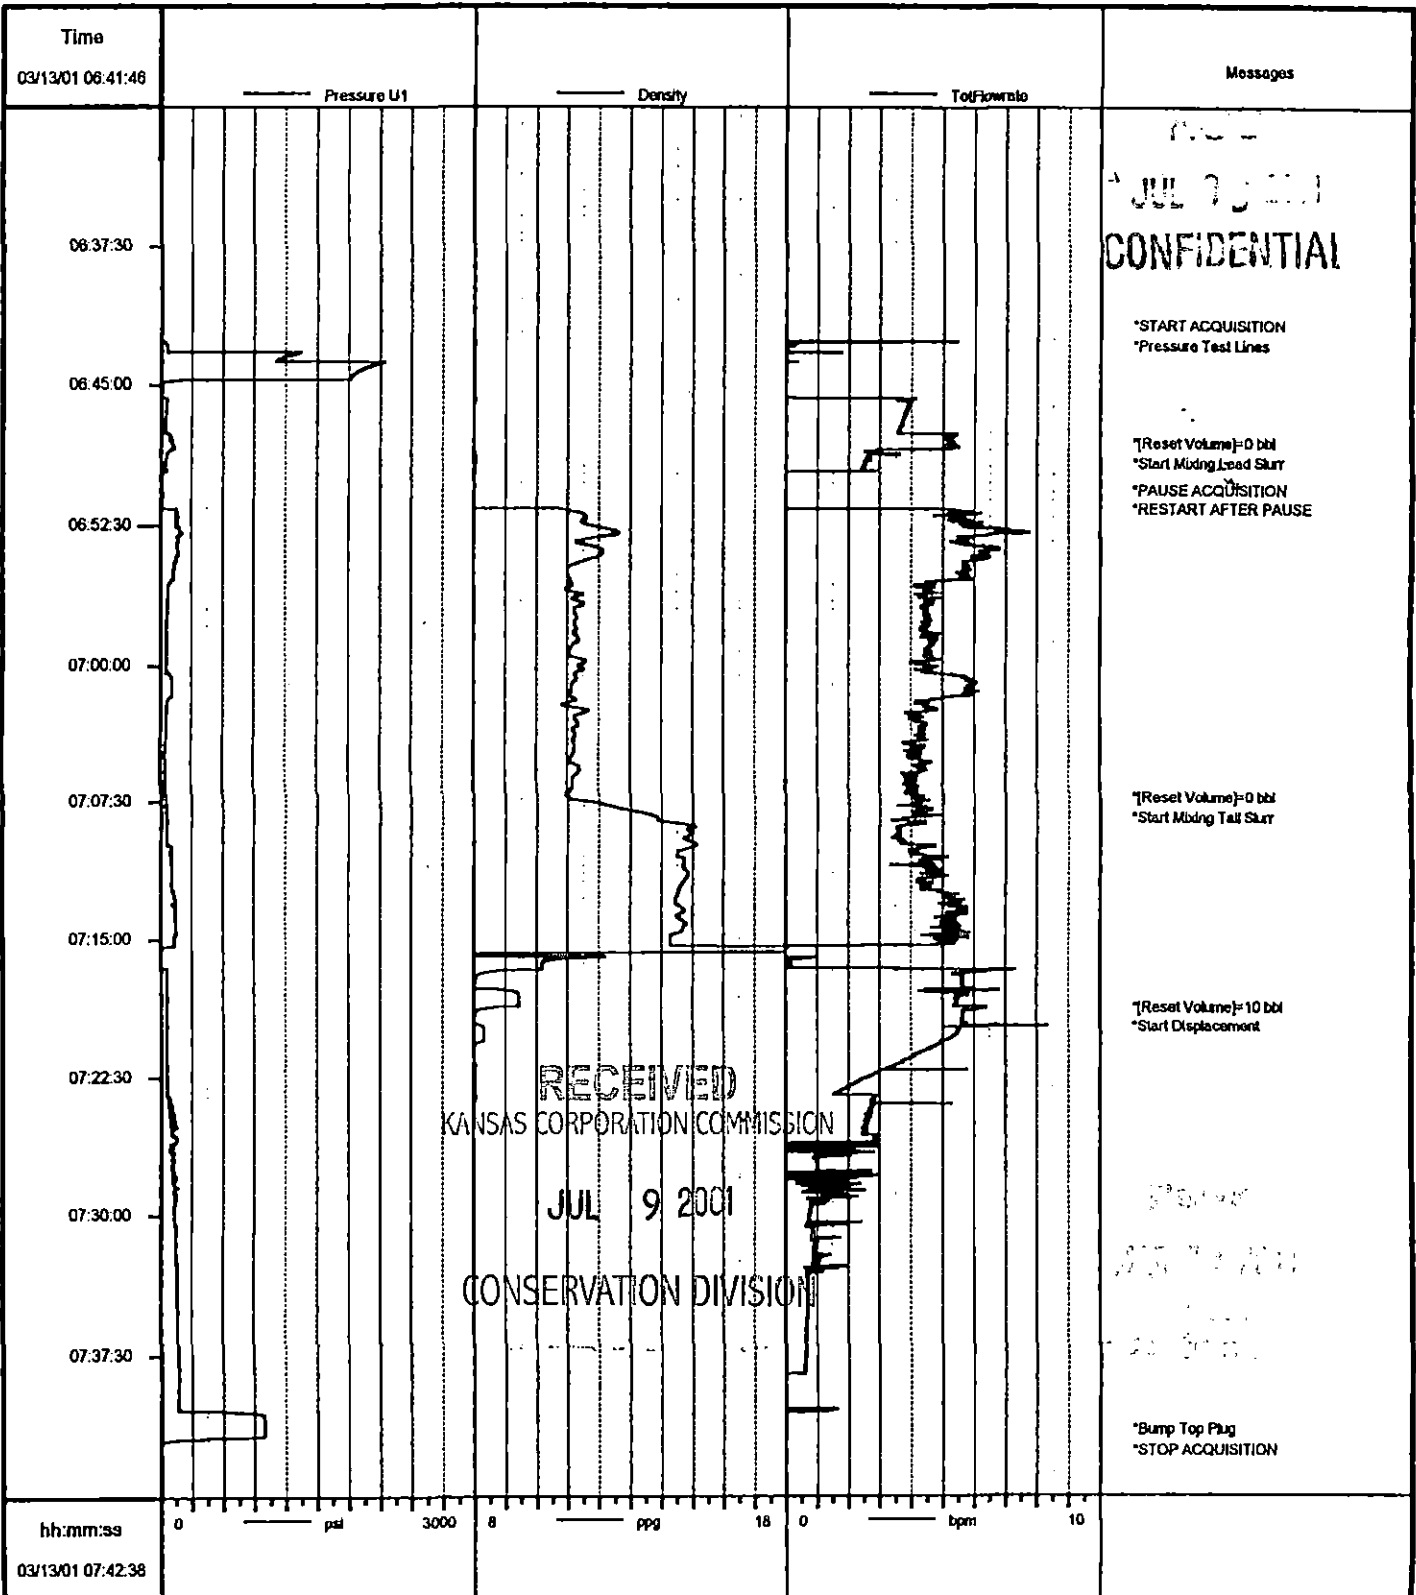 Time
03/13/01 06:41:46
Pressure U1
Density
TotFlowrate
Messages
JUL
CONFIDENTIAL
06:37:30
*START ACQUISITION
*Pressure Test Lines
06:45:00
*[Reset Volume]=0 bbl
*Start Mixing Lead Slurr
*PAUSE ACQUISITION
*RESTART AFTER PAUSE
06:52:30
07:00:00
07:07:30
*[Reset Volume]=0 bbl
*Start Mixing Tail Slurr
07:15:00
*[Reset Volume]=10 bbl
*Start Displacement
07:22:30
RECEIVED
KANSAS CORPORATION COMMISSION
JUL 9 2001
07:30:00
CONSERVATION DIVISION
07:37:30
*Bump Top Plug
*STOP ACQUISITION
hh:mm:ss
0 psi 3000
8 ppg 18
0 bpm 10
03/13/01 07:42:38